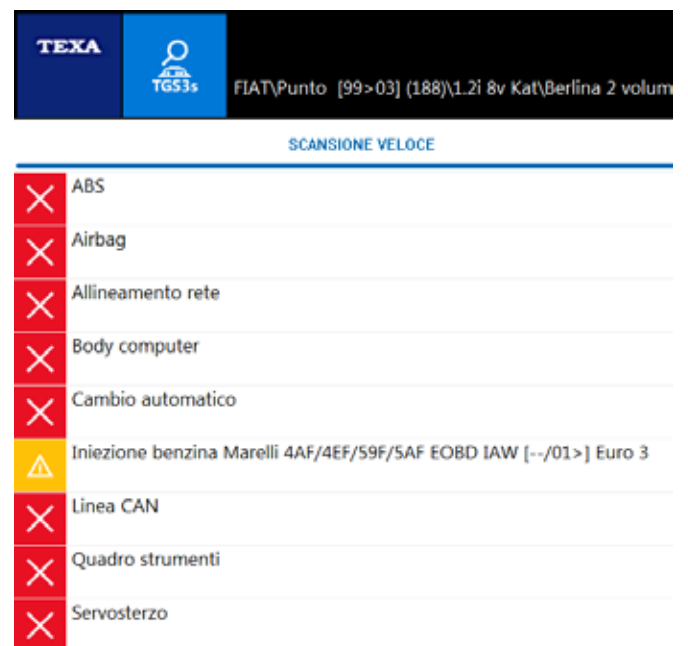 TEXA
TGS3s
FIAT\Punto [99>03] (188)\1.2i 8v Kat\Berlina 2 volum
SCANSIONE VELOCE
ABS
Airbag
Allineamento rete
Body computer
Cambio automatico
Iniezione benzina Marelli 4AF/4EF/59F/5AF EOBD IAW [--/01>] Euro 3
Linea CAN
Quadro strumenti
Servosterzo